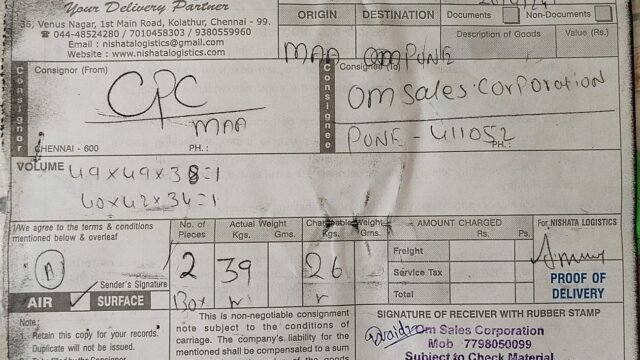 Your Delivery Partner
35, Venus Nagar, 1st Main Road, Kolathur, Chennai - 99.
☎ 044-48524280 / 7010458303 / 9380559960
Email : nishatalogistics@gmail.com
Website : www.nishatalogistics.com
ORIGIN DESTINATION Documents Non-Documents
Description of Goods Value (Rs.)
MAA PUNE
Consignor Consignor (From) Consignee Consignee (To)
CPC
MAA
OM SALES CORPORATION
PUNE - 411052
CHENNAI - 600 PH. : PH. :
VOLUME 49x49x38=1
40x42x34=1
I/We agree to the terms & conditions
mentioned below & overleaf
No. of Pieces Actual Weight Kgs. Gms. Chargeable Weight Kgs. Gms. AMOUNT CHARGED Rs. Ps. For NISHATA LOGISTICS
2 39 26 Freight
Sender's Signature Service Tax PROOF OF
AIR ✓ SURFACE Box Total DELIVERY
Note:
1. Retain this copy for your records.
Duplicate will not be issued.
This is non-negotiable consignment
note subject to the conditions of
carriage. The company's liability for
the mentioned shall be compensated to a sum
SIGNATURE OF RECEIVER WITH RUBBER STAMP
Om Sales Corporation
Mob 7798050099
Subject to Check Material